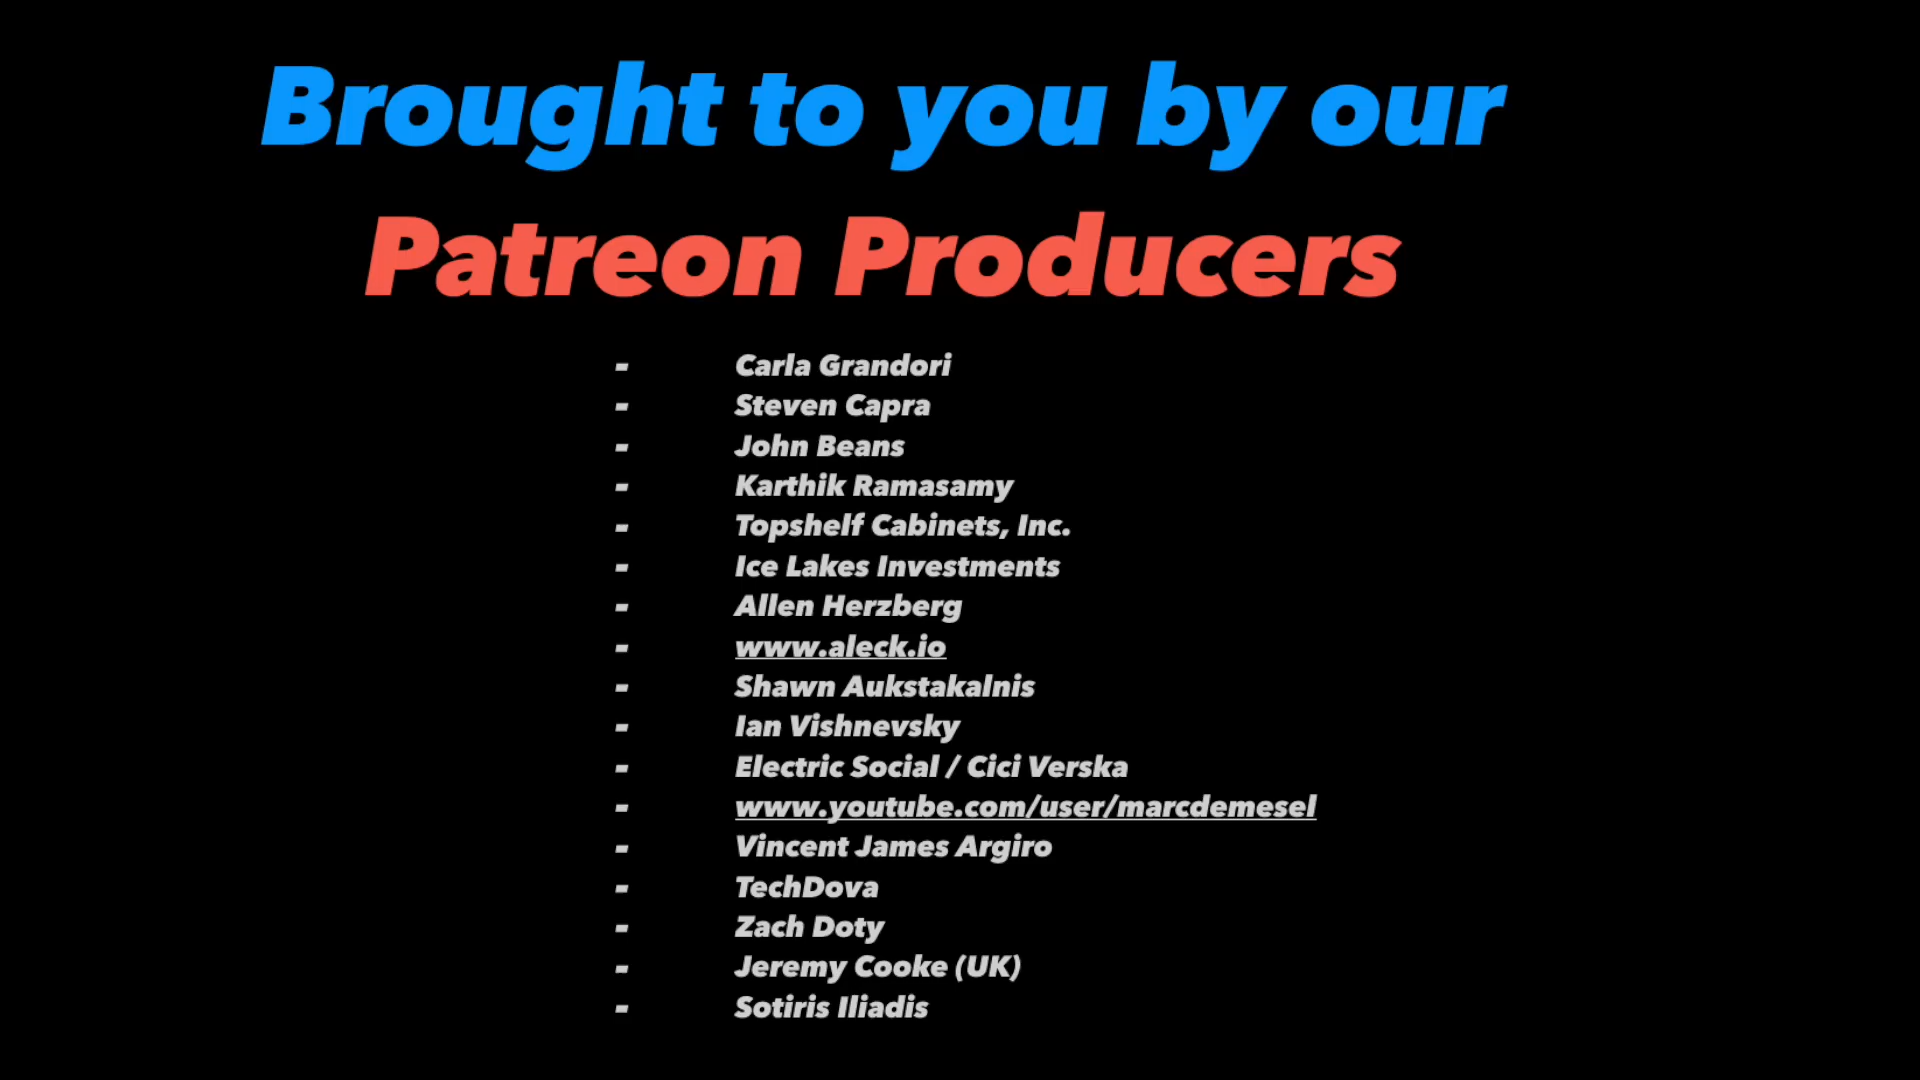 Brought to you by our
Patreon Producers
- Carla Grandori
- Steven Capra
- John Beans
- Karthik Ramasamy
- Topshelf Cabinets, Inc.
- Ice Lakes Investments
- Allen Herzberg
- www.aleck.io
- Shawn Aukstakalnis
- Ian Vishnevsky
- Electric Social / Cici Verska
- www.youtube.com/user/marcdemesel
- Vincent James Argiro
- TechDova
- Zach Doty
- Jeremy Cooke (UK)
- Sotiris Iliadis